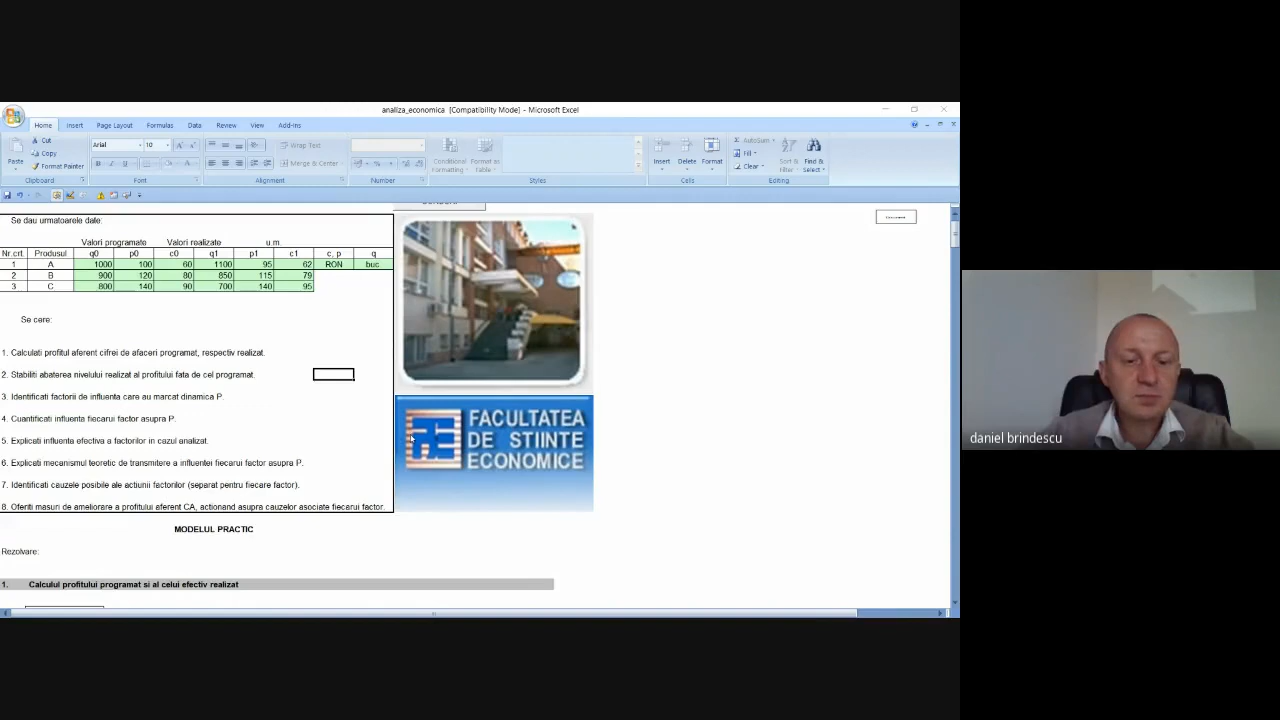 analiza_economica [Compatibility Mode] - Microsoft Excel
Home Insert Page Layout Formulas Data Review View Add-Ins
Cut
Copy
Format Painter
Paste
Clipboard
Arial 10
Font
Wrap Text
Merge & Center
Alignment
Number
Conditional Formatting
Format as Table
Styles
Insert Delete Format
Cells
AutoSum
Fill
Clear
Sort & Filter
Find & Select
Editing
Se dau urmatoarele date:
Valori programate Valori realizate u.m.
Nr.crt. Produsul q0 p0 c0 q1 p1 c1 c, p q
1 A 1000 100 60 1100 95 62 RON buc
2 B 900 120 80 850 115 79
3 C 800 140 90 700 140 95
Se cere:
1. Calculati profitul aferent cifrei de afaceri programat, respectiv realizat.
2. Stabiliti abaterea nivelului realizat al profitului fata de cel programat.
3. Identificati factorii de influenta care au marcat dinamica P.
4. Cuantificati influenta fiecarui factor asupra P.
5. Explicati influenta efectiva a factorilor in cazul analizat.
6. Explicati mecanismul teoretic de transmitere a influentei fiecarui factor asupra P.
7. Identificati cauzele posibile ale actiunii factorilor (separat pentru fiecare factor).
8. Oferiti masuri de ameliorare a profitului aferent CA, actionand asupra cauzelor asociate fiecarui factor.
FACULTATEA
DE STIINTE
ECONOMICE
MODELUL PRACTIC
Rezolvare:
1. Calculul profitului programat si al celui efectiv realizat
daniel brindescu